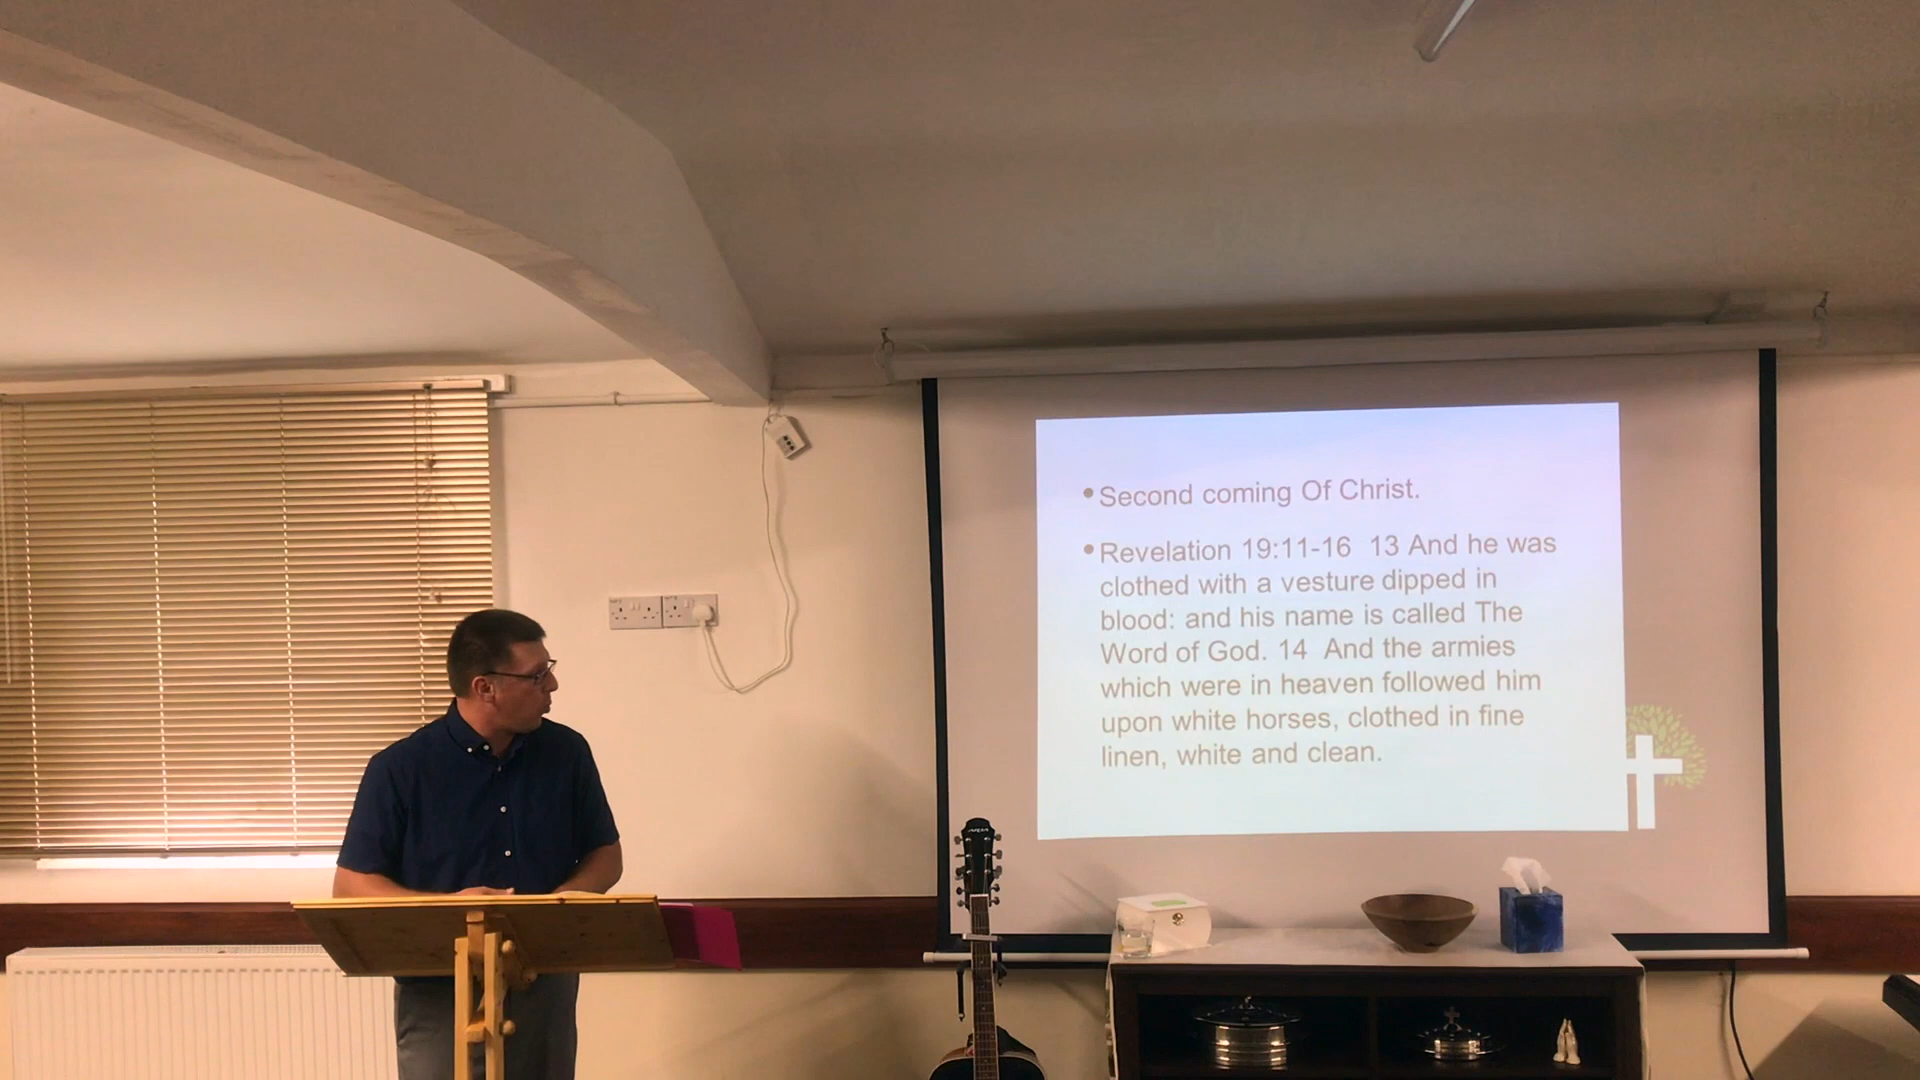 • Second coming Of Christ.
• Revelation 19:11-16 13 And he was
clothed with a vesture dipped in
blood: and his name is called The
Word of God. 14 And the armies
which were in heaven followed him
upon white horses, clothed in fine
linen, white and clean.
ARIA